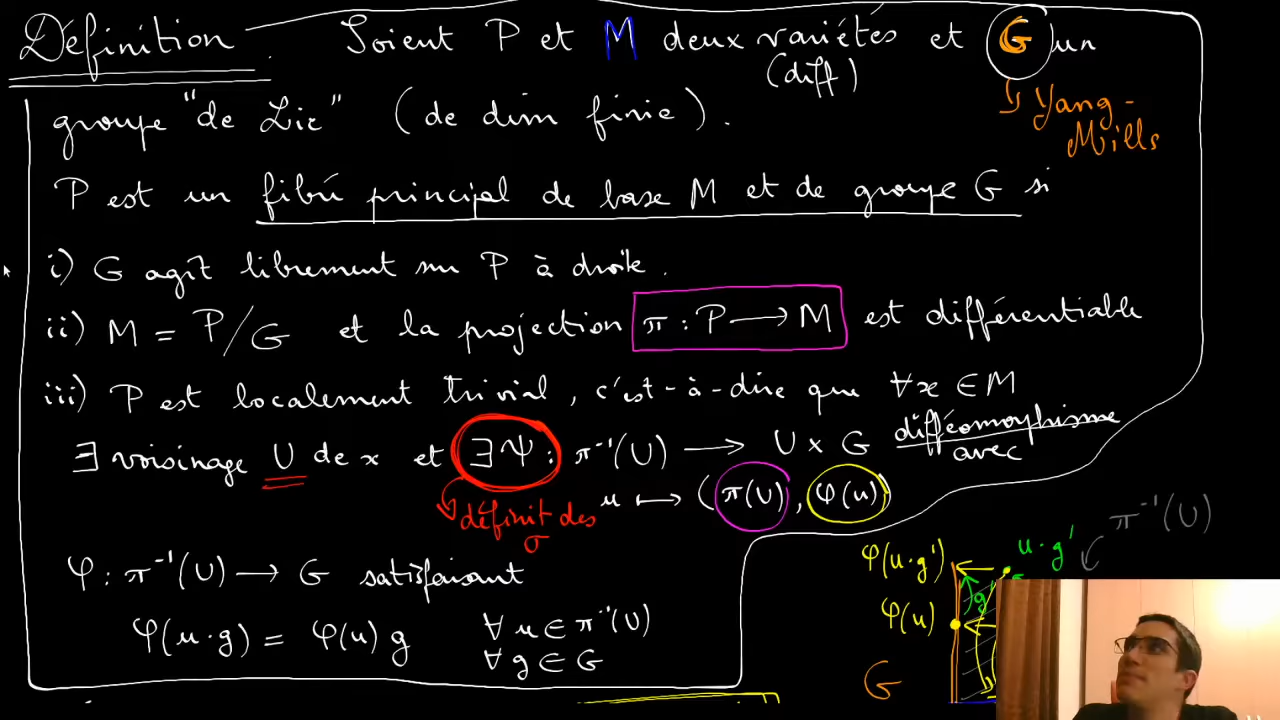 Définition. Soient P et M deux variétés et G un
(diff)
↳ Yang-
Mills
groupe "de Lie" (de dim finie).
P est un fibré principal de base M et de groupe G si
i) G agit librement sur P à droite.
ii) M = P/G et la projection π : P → M est différentiable
iii) P est localement trivial, c'est-à-dire que ∀x ∈ M
∃ voisinage U de x et ∃ Ψ : π⁻¹(U) → U × G difféomorphisme
avec
u ↦ (π(U), φ(u))
↳ définit des
σ
π⁻¹(U)
φ : π⁻¹(U) → G satisfaisant
φ(u·g) = φ(u) g ∀ u ∈ π⁻¹(U)
∀ g ∈ G
φ(u·g') u·g'
g'
φ(u)
G